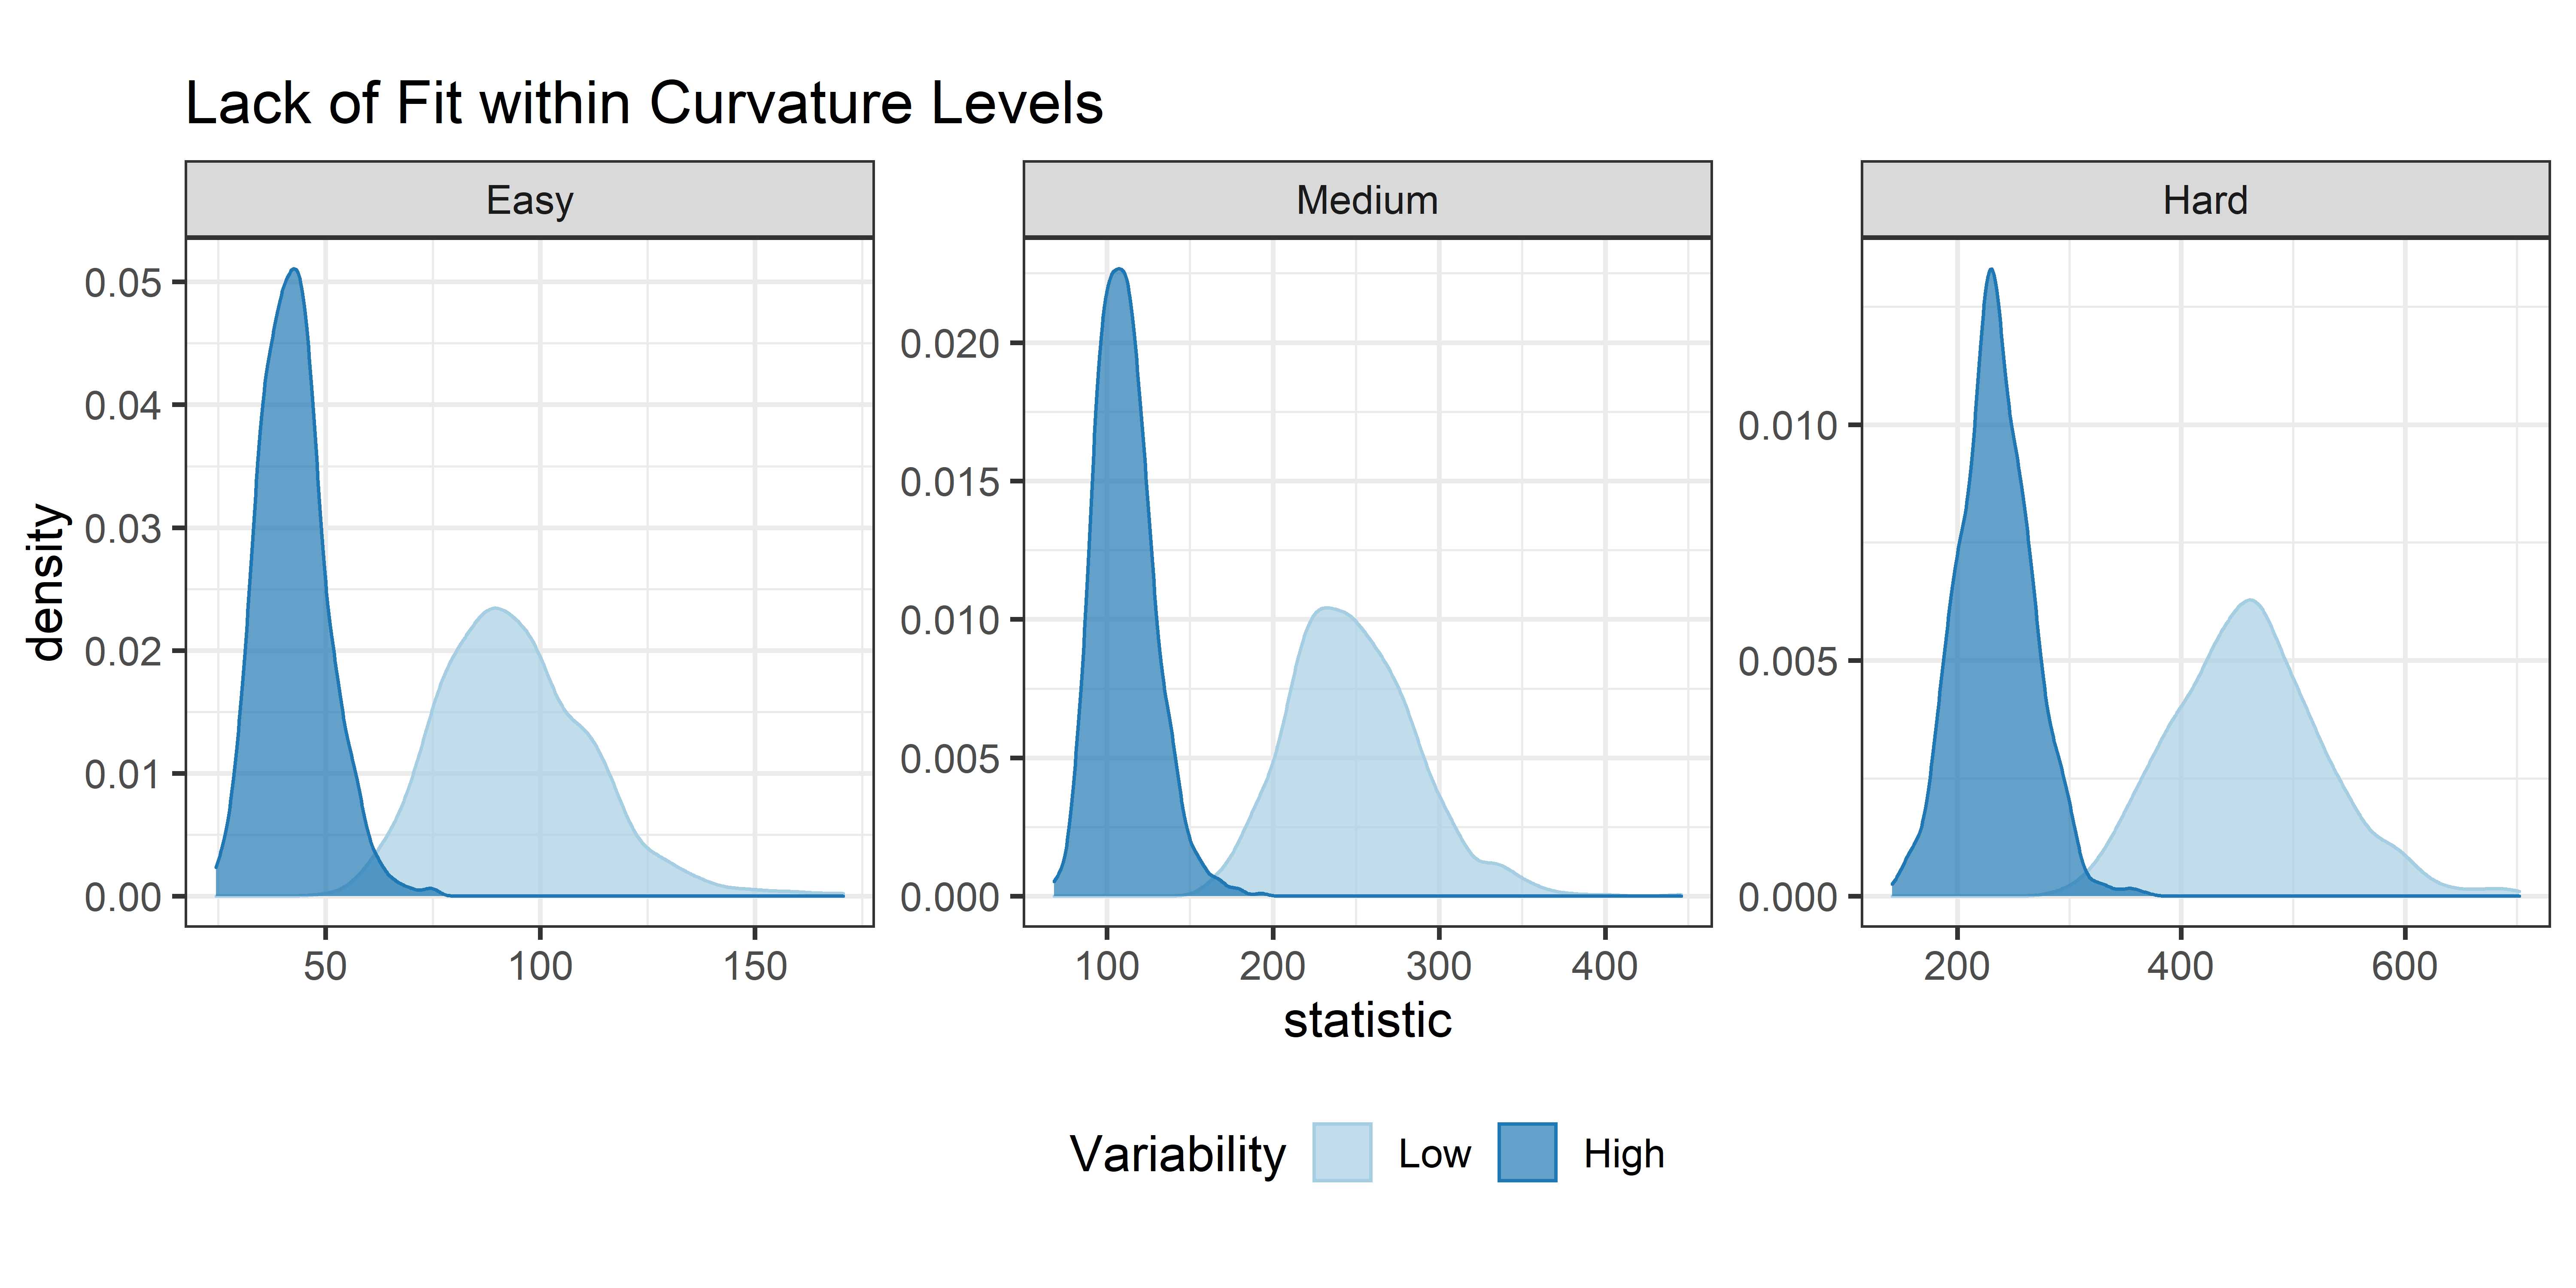 Lack of Fit within Curvature Levels
Easy
Medium
Hard
density
0.05
0.04
0.03
0.02
0.01
0.00
0.020
0.015
0.010
0.005
0.000
0.010
0.005
0.000
50 100 150
100 200 300 400
200 400 600
statistic
Variability Low High